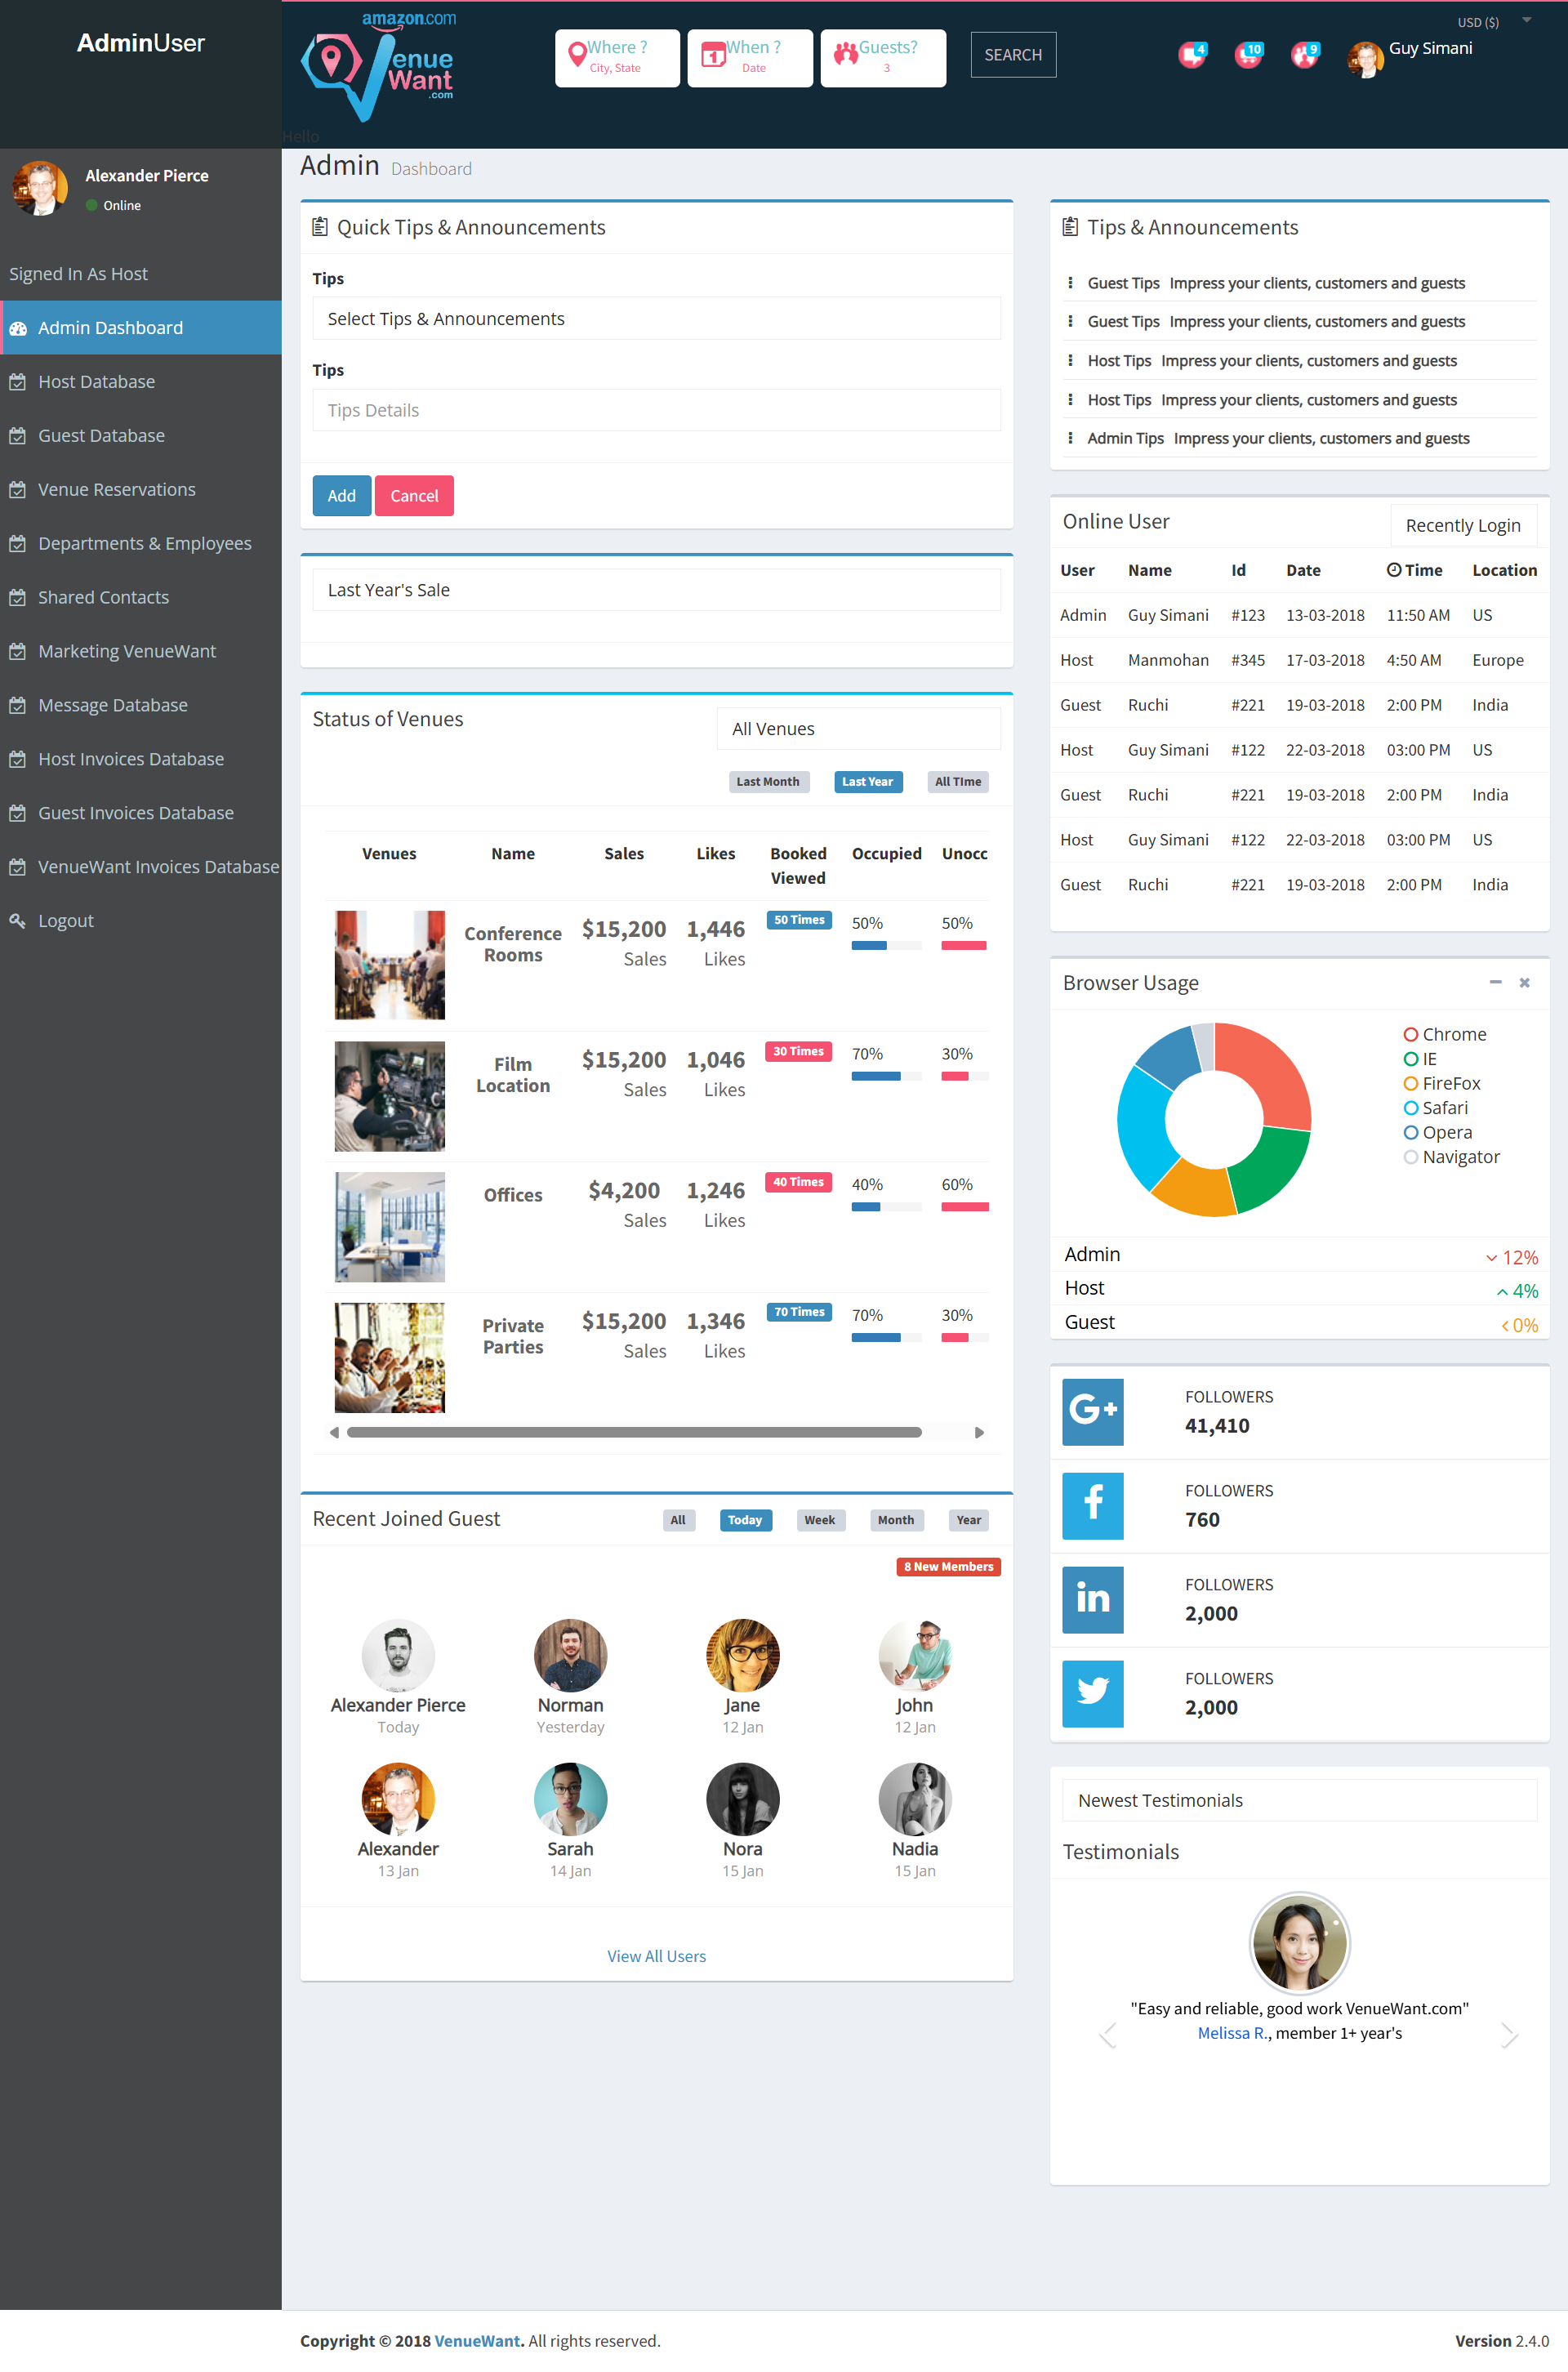 AdminUser
amazon.com
Venue
Want
.com
Where ?
City, State
When ?
1
Date
Guests?
3
SEARCH
4
10
9
USD ($)
Guy Simani
Hello
Alexander Pierce
Online
Signed In As Host
Admin Dashboard
Host Database
Guest Database
Venue Reservations
Departments & Employees
Shared Contacts
Marketing VenueWant
Message Database
Host Invoices Database
Guest Invoices Database
VenueWant Invoices Database
Logout
Admin Dashboard
Quick Tips & Announcements
Tips
Select Tips & Announcements
Tips
Tips Details
Add Cancel
Last Year's Sale
Status of Venues
All Venues
Last Month Last Year All TIme
Venues Name Sales Likes Booked Viewed Occupied Unocc
Conference Rooms $15,200 Sales 1,446 Likes 50 Times 50% 50%
Film Location $15,200 Sales 1,046 Likes 30 Times 70% 30%
Offices $4,200 Sales 1,246 Likes 40 Times 40% 60%
Private Parties $15,200 Sales 1,346 Likes 70 Times 70% 30%
Recent Joined Guest
All Today Week Month Year
8 New Members
Alexander Pierce Norman Jane John
Today Yesterday 12 Jan 12 Jan
Alexander Sarah Nora Nadia
13 Jan 14 Jan 15 Jan 15 Jan
View All Users
Tips & Announcements
Guest Tips Impress your clients, customers and guests
Guest Tips Impress your clients, customers and guests
Host Tips Impress your clients, customers and guests
Host Tips Impress your clients, customers and guests
Admin Tips Impress your clients, customers and guests
Online User
Recently Login
User Name Id Date Time Location
Admin Guy Simani #123 13-03-2018 11:50 AM US
Host Manmohan #345 17-03-2018 4:50 AM Europe
Guest Ruchi #221 19-03-2018 2:00 PM India
Host Guy Simani #122 22-03-2018 03:00 PM US
Guest Ruchi #221 19-03-2018 2:00 PM India
Host Guy Simani #122 22-03-2018 03:00 PM US
Guest Ruchi #221 19-03-2018 2:00 PM India
Browser Usage
Chrome
IE
FireFox
Safari
Opera
Navigator
Admin 12%
Host 4%
Guest 0%
G+
FOLLOWERS
41,410
f
FOLLOWERS
760
in
FOLLOWERS
2,000
FOLLOWERS
2,000
Newest Testimonials
Testimonials
"Easy and reliable, good work VenueWant.com"
Melissa R., member 1+ year's
Copyright © 2018 VenueWant. All rights reserved.
Version 2.4.0